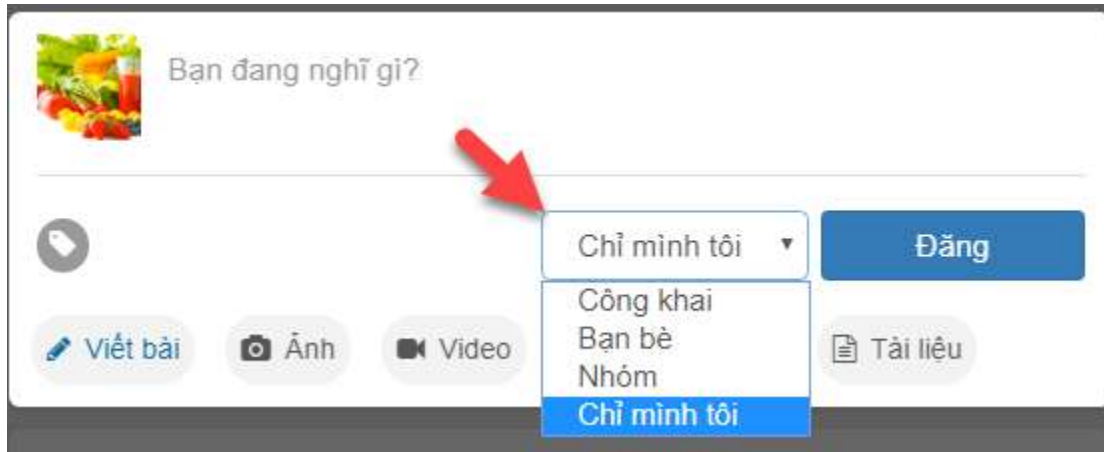 Bạn đang nghĩ gì?
Chỉ mình tôi
Đăng
Công khai
Bạn bè
Nhóm
Chỉ mình tôi
Viết bài
Ảnh
Video
Tài liệu